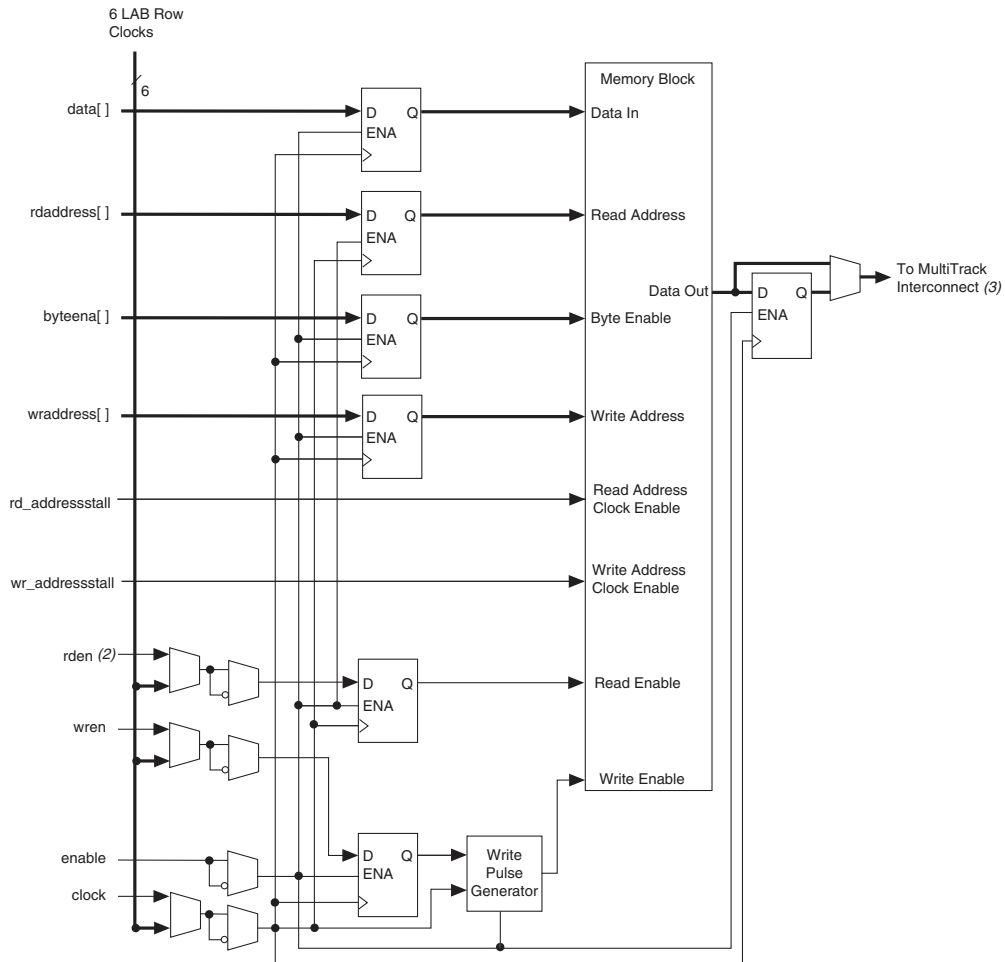 6 LAB Row
Clocks
6
Memory Block
data[ ]
D Q
ENA
Data In
rdaddress[ ]
D Q
ENA
Read Address
Data Out
D Q
ENA
To MultiTrack
Interconnect (3)
byteena[ ]
D Q
ENA
Byte Enable
wraddress[ ]
D Q
ENA
Write Address
rd_addressstall
Read Address
Clock Enable
wr_addressstall
Write Address
Clock Enable
rden (2)
D Q
ENA
Read Enable
wren
Write Enable
enable
D Q
ENA
Write
Pulse
Generator
clock